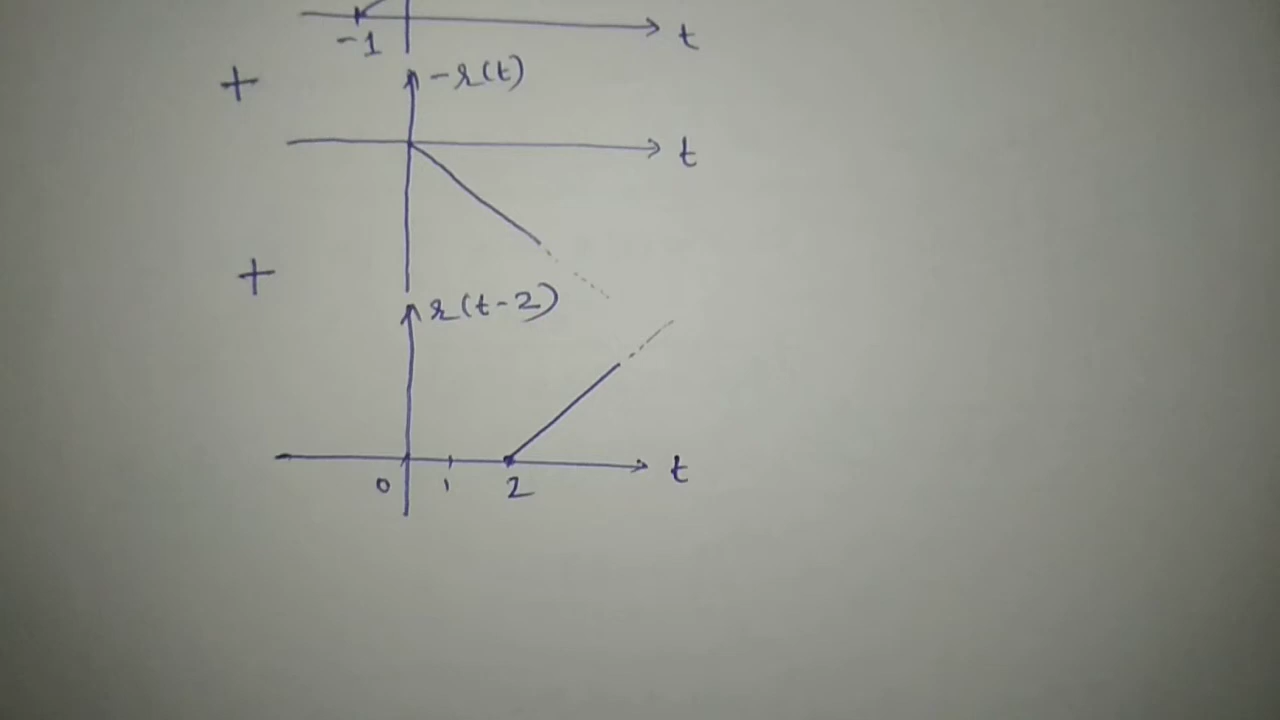 -1
t
+
-r(t)
t
+
r(t-2)
0 1 2
t